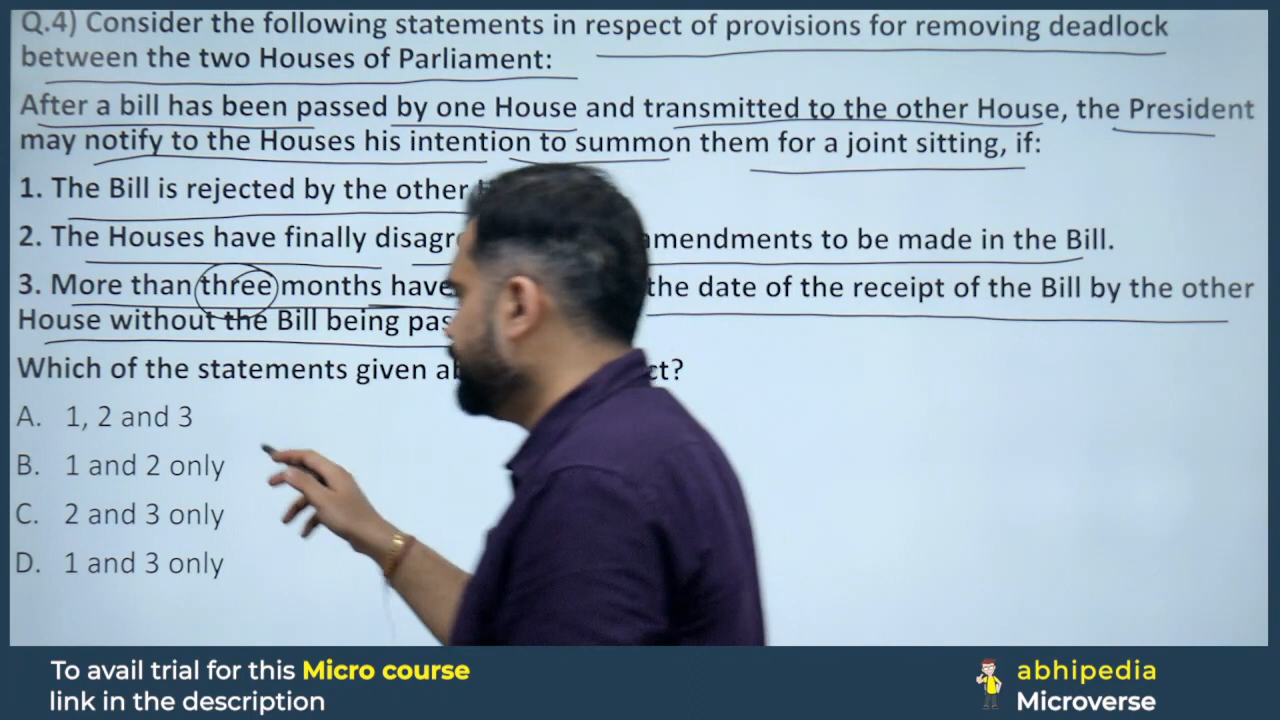 Q.4) Consider the following statements in respect of provisions for removing deadlock
between the two Houses of Parliament:
After a bill has been passed by one House and transmitted to the other House, the President
may notify to the Houses his intention to summon them for a joint sitting, if:
1. The Bill is rejected by the other
2. The Houses have finally mendments to be made in the Bill.
3. More than three months have the date of the receipt of the Bill by the other
House without the Bill being
Which of the statements given
A. 1, 2 and 3
B. 1 and 2 only
C. 2 and 3 only
D. 1 and 3 only
To avail trial for this Micro course
link in the description
abhipedia
Microverse